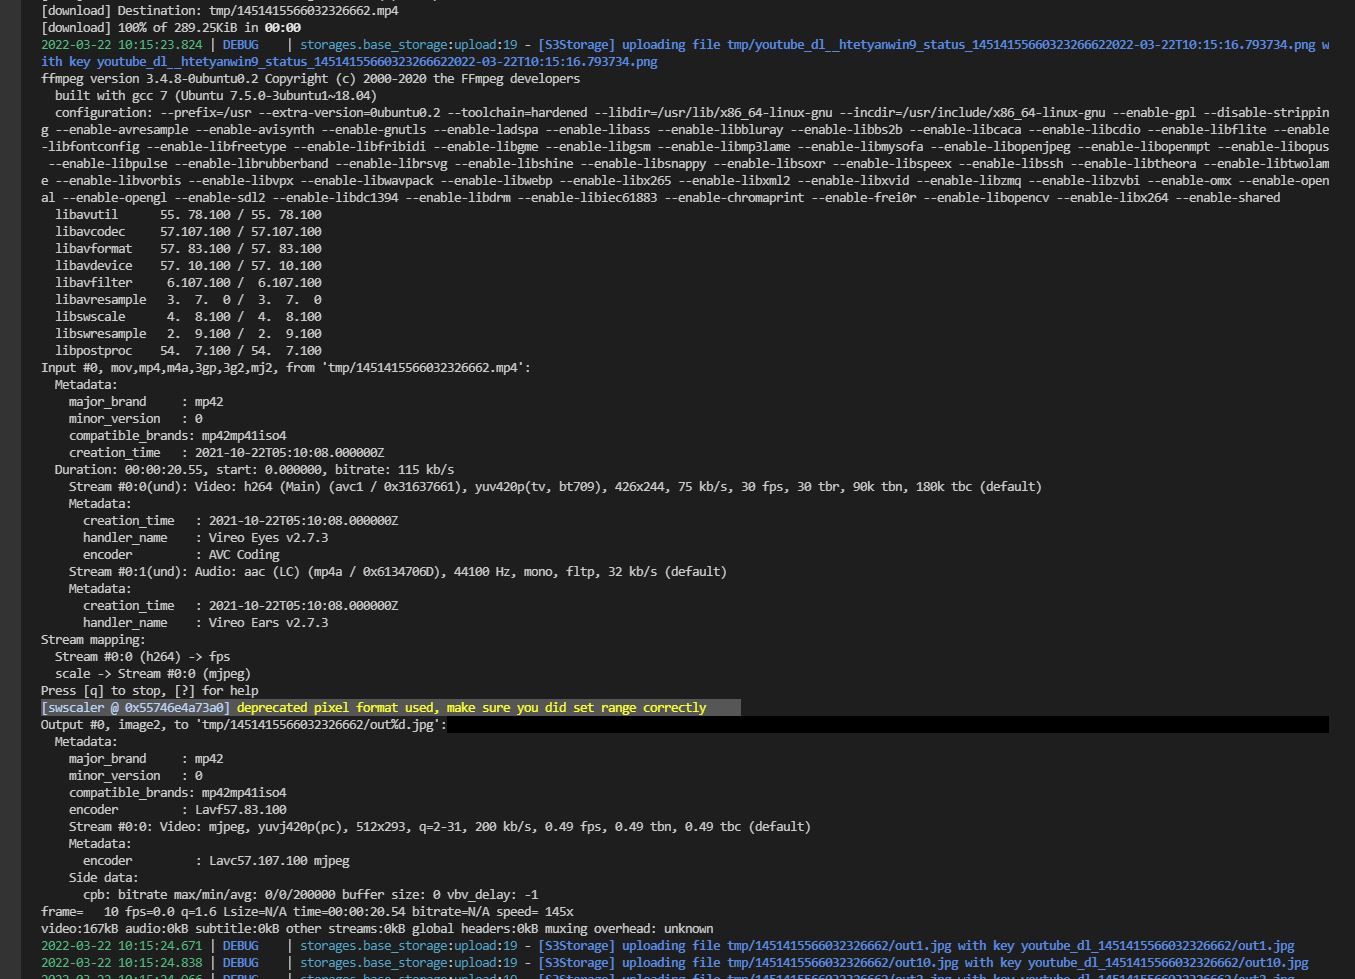 [download] Destination: tmp/1451415566032326662.mp4
[download] 100% of 289.25KiB in 00:00
2022-03-22 10:15:23.824 | DEBUG    | storages.base_storage:upload:19 - [S3Storage] uploading file tmp/youtube_dl__htetyanwin9_status_14514155660323266622022-03-22T10:15:16.793734.png w
ith key youtube_dl__htetyanwin9_status_14514155660323266622022-03-22T10:15:16.793734.png
ffmpeg version 3.4.8-0ubuntu0.2 Copyright (c) 2000-2020 the FFmpeg developers
  built with gcc 7 (Ubuntu 7.5.0-3ubuntu1~18.04)
  configuration: --prefix=/usr --extra-version=0ubuntu0.2 --toolchain=hardened --libdir=/usr/lib/x86_64-linux-gnu --incdir=/usr/include/x86_64-linux-gnu --enable-gpl --disable-strippin
g --enable-avresample --enable-avisynth --enable-gnutls --enable-ladspa --enable-libass --enable-libbluray --enable-libbs2b --enable-libcaca --enable-libcdio --enable-libflite --enable
-libfontconfig --enable-libfreetype --enable-libfribidi --enable-libgme --enable-libgsm --enable-libmp3lame --enable-libmysofa --enable-libopenjpeg --enable-libopenmpt --enable-libopus
 --enable-libpulse --enable-librubberband --enable-librsvg --enable-libshine --enable-libsnappy --enable-libsoxr --enable-libspeex --enable-libssh --enable-libtheora --enable-libtwolam
e --enable-libvorbis --enable-libvpx --enable-libwavpack --enable-libwebp --enable-libx265 --enable-libxml2 --enable-libxvid --enable-libzmq --enable-libzvbi --enable-omx --enable-open
al --enable-opengl --enable-sdl2 --enable-libdc1394 --enable-libdrm --enable-libiec61883 --enable-chromaprint --enable-frei0r --enable-libopencv --enable-libx264 --enable-shared
  libavutil      55. 78.100 / 55. 78.100
  libavcodec     57.107.100 / 57.107.100
  libavformat    57. 83.100 / 57. 83.100
  libavdevice    57. 10.100 / 57. 10.100
  libavfilter     6.107.100 /  6.107.100
  libavresample   3.  7.  0 /  3.  7.  0
  libswscale      4.  8.100 /  4.  8.100
  libswresample   2.  9.100 /  2.  9.100
  libpostproc    54.  7.100 / 54.  7.100
Input #0, mov,mp4,m4a,3gp,3g2,mj2, from 'tmp/1451415566032326662.mp4':
  Metadata:
    major_brand     : mp42
    minor_version   : 0
    compatible_brands: mp42mp41iso4
    creation_time   : 2021-10-22T05:10:08.000000Z
  Duration: 00:00:20.55, start: 0.000000, bitrate: 115 kb/s
    Stream #0:0(und): Video: h264 (Main) (avc1 / 0x31637661), yuv420p(tv, bt709), 426x244, 75 kb/s, 30 fps, 30 tbr, 90k tbn, 180k tbc (default)
    Metadata:
      creation_time   : 2021-10-22T05:10:08.000000Z
      handler_name    : Vireo Eyes v2.7.3
      encoder         : AVC Coding
    Stream #0:1(und): Audio: aac (LC) (mp4a / 0x6134706D), 44100 Hz, mono, fltp, 32 kb/s (default)
    Metadata:
      creation_time   : 2021-10-22T05:10:08.000000Z
      handler_name    : Vireo Ears v2.7.3
Stream mapping:
  Stream #0:0 (h264) -> fps
  scale -> Stream #0:0 (mjpeg)
Press [q] to stop, [?] for help
[swscaler @ 0x55746e4a73a0] deprecated pixel format used, make sure you did set range correctly
Output #0, image2, to 'tmp/1451415566032326662/out%d.jpg':
  Metadata:
    major_brand     : mp42
    minor_version   : 0
    compatible_brands: mp42mp41iso4
    encoder         : Lavf57.83.100
    Stream #0:0: Video: mjpeg, yuvj420p(pc), 512x293, q=2-31, 200 kb/s, 0.49 fps, 0.49 tbn, 0.49 tbc (default)
    Metadata:
      encoder         : Lavc57.107.100 mjpeg
    Side data:
      cpb: bitrate max/min/avg: 0/0/200000 buffer size: 0 vbv_delay: -1
frame=   10 fps=0.0 q=1.6 Lsize=N/A time=00:00:20.54 bitrate=N/A speed= 145x
video:167kB audio:0kB subtitle:0kB other streams:0kB global headers:0kB muxing overhead: unknown
2022-03-22 10:15:24.671 | DEBUG    | storages.base_storage:upload:19 - [S3Storage] uploading file tmp/1451415566032326662/out1.jpg with key youtube_dl_1451415566032326662/out1.jpg
2022-03-22 10:15:24.838 | DEBUG    | storages.base_storage:upload:19 - [S3Storage] uploading file tmp/1451415566032326662/out10.jpg with key youtube_dl_1451415566032326662/out10.jpg